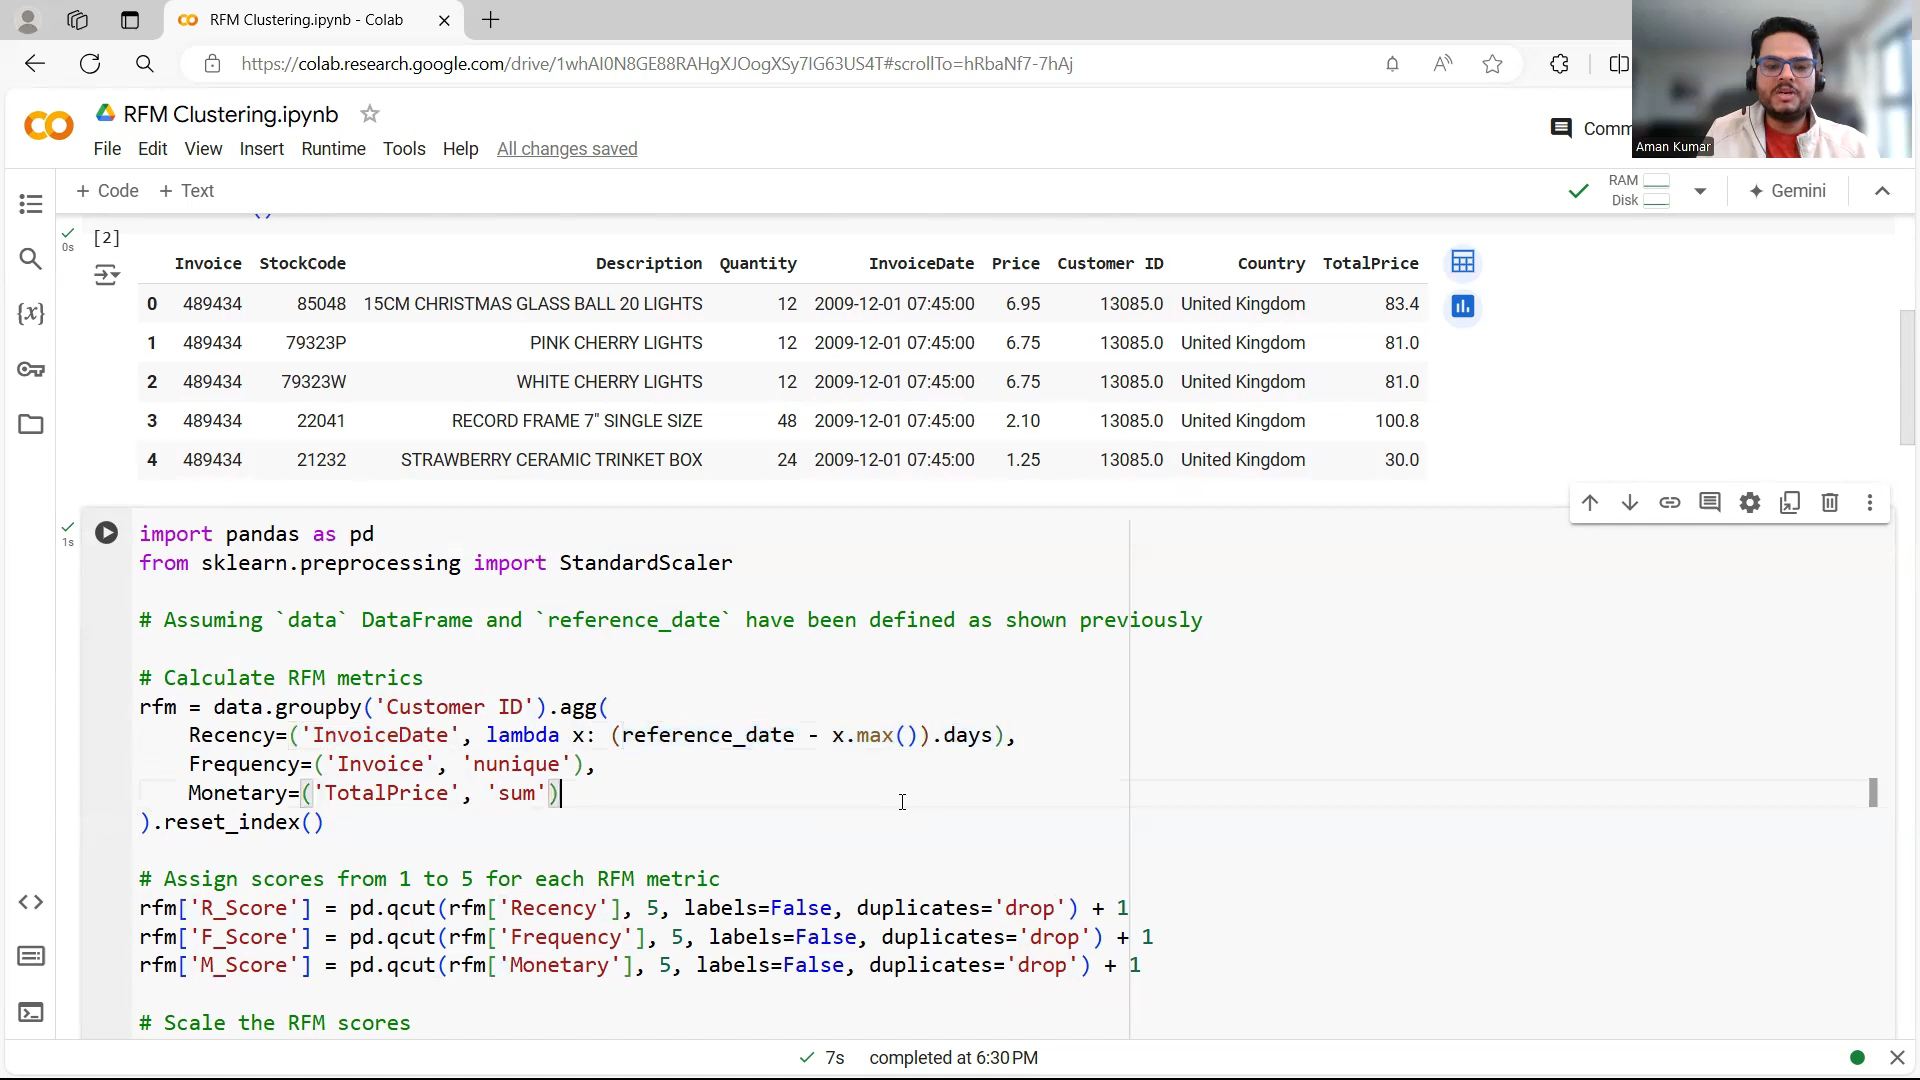 RFM Clustering.ipynb - Colab
https://colab.research.google.com/drive/1whAI0N8GE88RAHgXJOogXSy7lG63US4T#scrollTo=hRbaNf7-7hAj
RFM Clustering.ipynb
File Edit View Insert Runtime Tools Help All changes saved
Comm
Aman Kumar
+ Code + Text
RAM
Disk
Gemini
()
0s
[2]
Invoice StockCode Description Quantity InvoiceDate Price Customer ID Country TotalPrice
0 489434 85048 15CM CHRISTMAS GLASS BALL 20 LIGHTS 12 2009-12-01 07:45:00 6.95 13085.0 United Kingdom 83.4
1 489434 79323P PINK CHERRY LIGHTS 12 2009-12-01 07:45:00 6.75 13085.0 United Kingdom 81.0
2 489434 79323W WHITE CHERRY LIGHTS 12 2009-12-01 07:45:00 6.75 13085.0 United Kingdom 81.0
3 489434 22041 RECORD FRAME 7" SINGLE SIZE 48 2009-12-01 07:45:00 2.10 13085.0 United Kingdom 100.8
4 489434 21232 STRAWBERRY CERAMIC TRINKET BOX 24 2009-12-01 07:45:00 1.25 13085.0 United Kingdom 30.0
1s
import pandas as pd
from sklearn.preprocessing import StandardScaler
# Assuming `data` DataFrame and `reference_date` have been defined as shown previously
# Calculate RFM metrics
rfm = data.groupby('Customer ID').agg(
    Recency=('InvoiceDate', lambda x: (reference_date - x.max()).days),
    Frequency=('Invoice', 'nunique'),
    Monetary=('TotalPrice', 'sum')
).reset_index()
# Assign scores from 1 to 5 for each RFM metric
rfm['R_Score'] = pd.qcut(rfm['Recency'], 5, labels=False, duplicates='drop') + 1
rfm['F_Score'] = pd.qcut(rfm['Frequency'], 5, labels=False, duplicates='drop') + 1
rfm['M_Score'] = pd.qcut(rfm['Monetary'], 5, labels=False, duplicates='drop') + 1
# Scale the RFM scores
7s completed at 6:30 PM